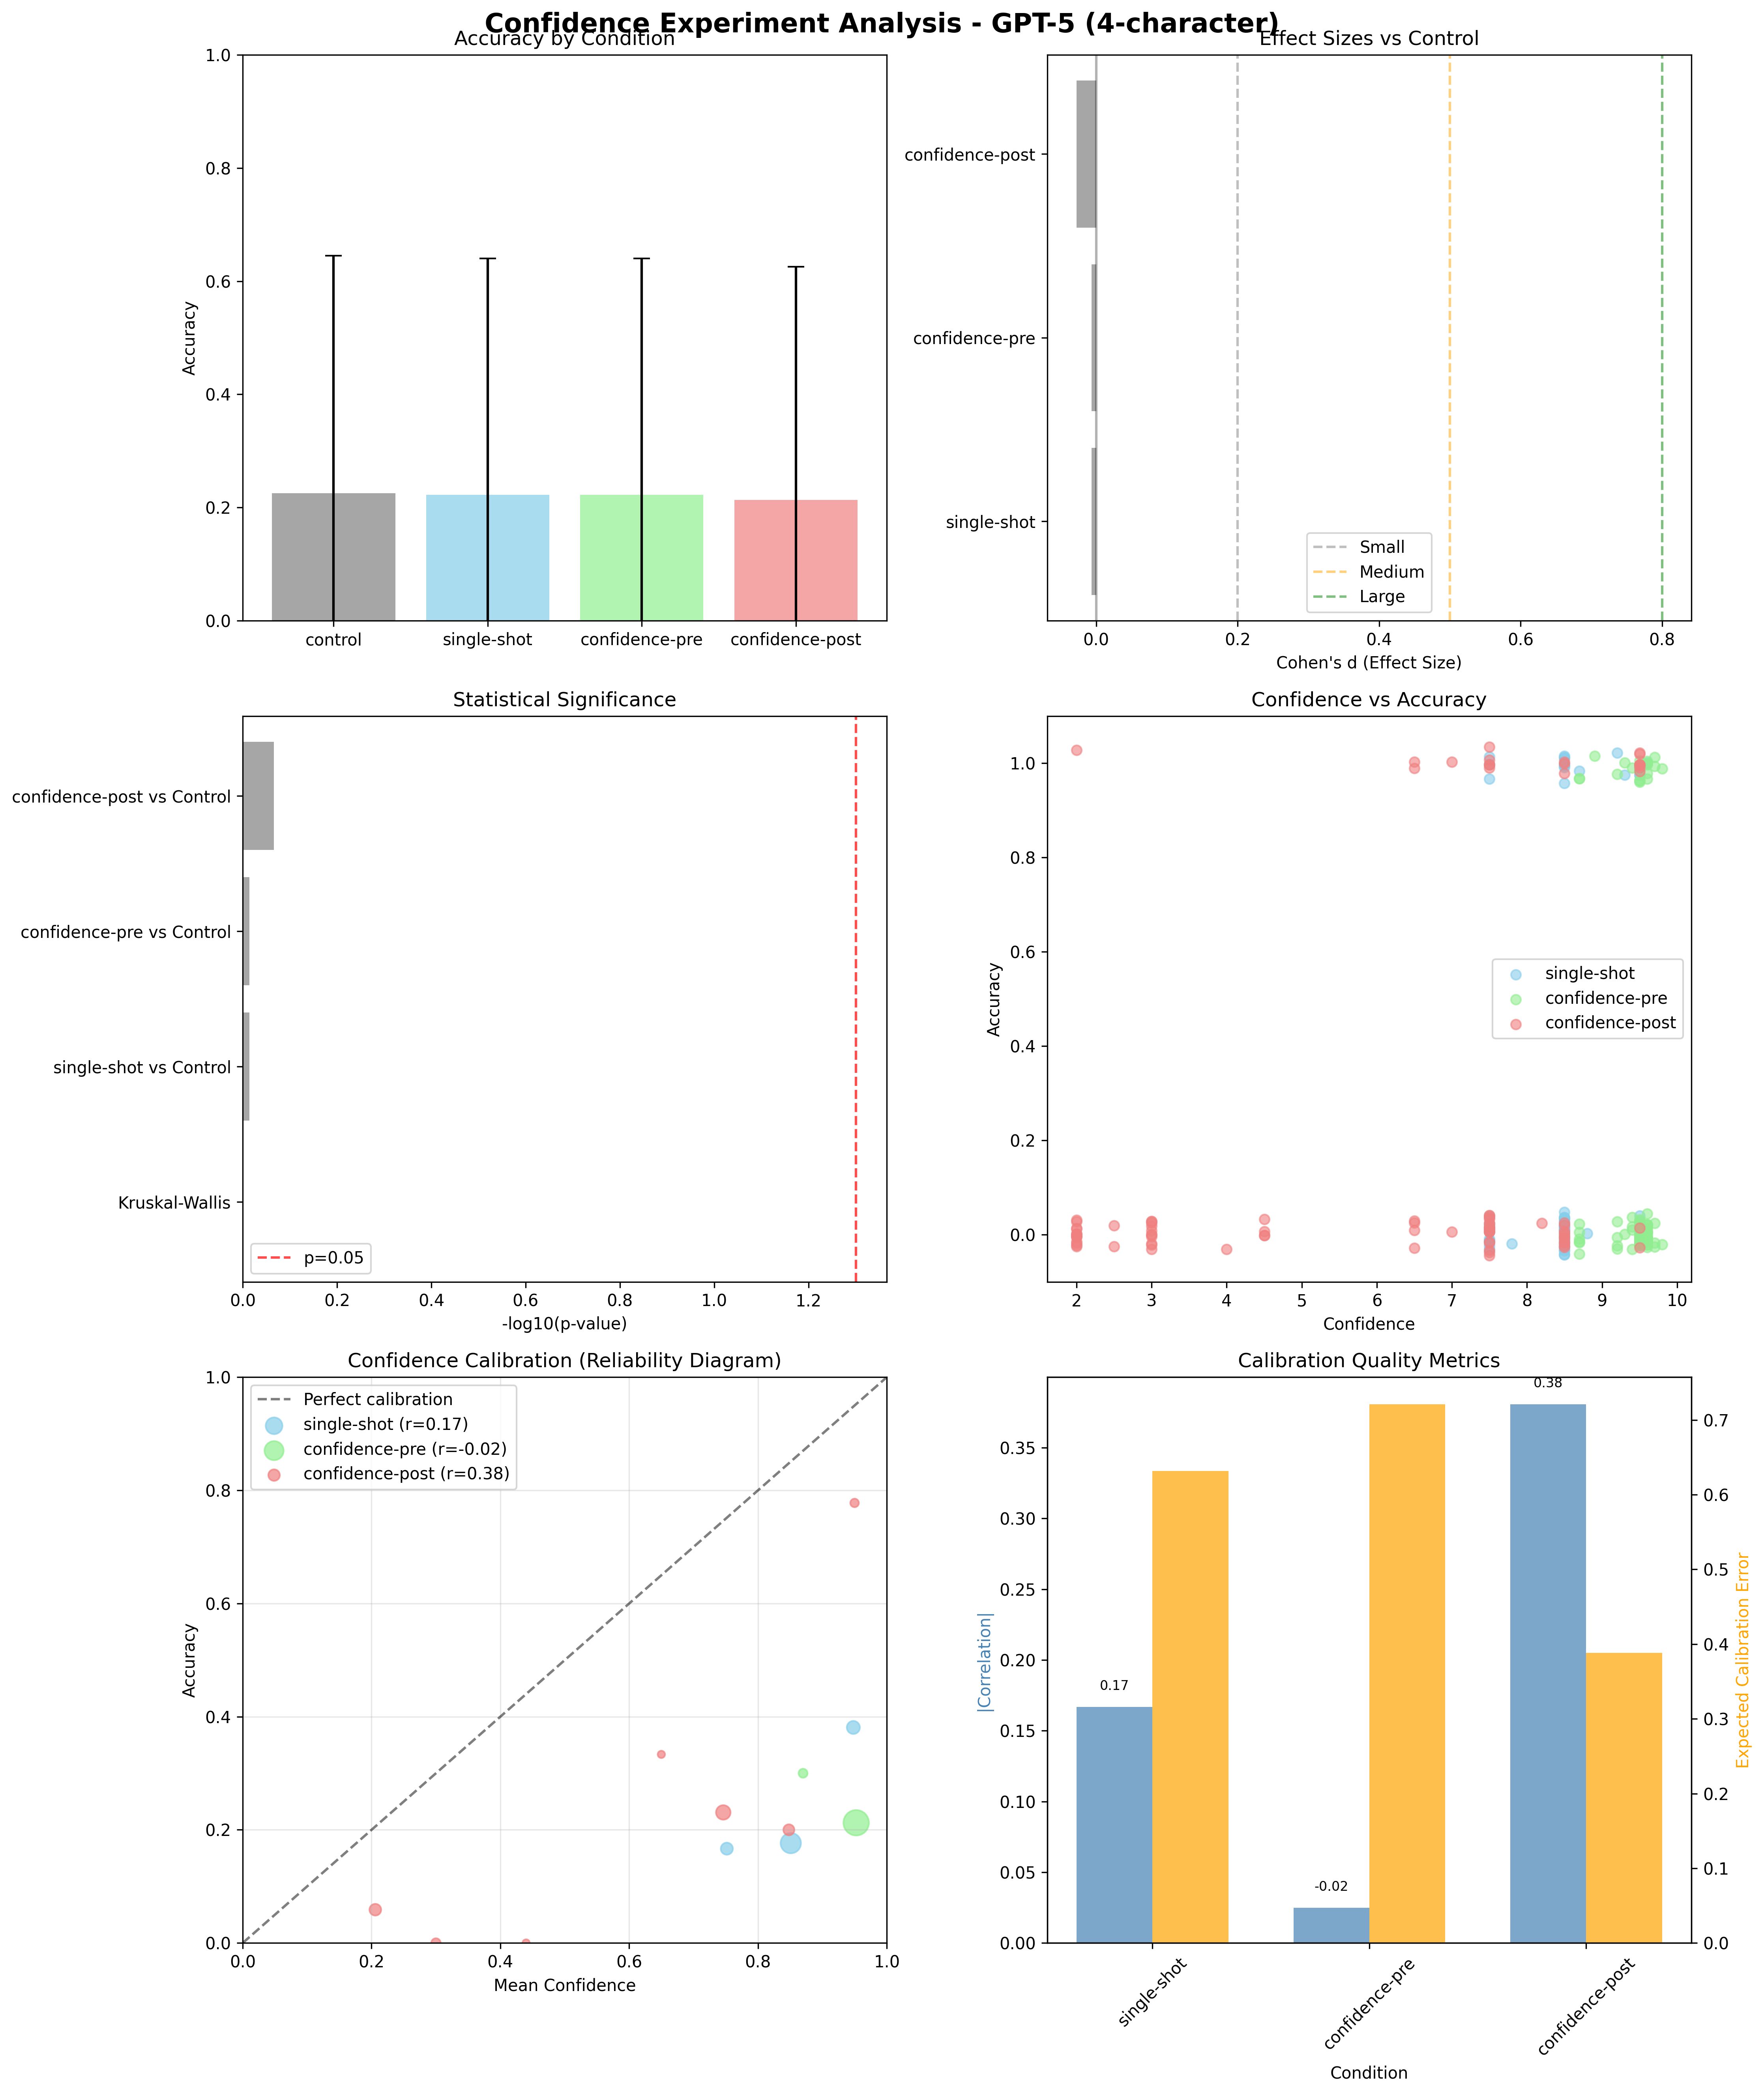 Confidence Experiment Analysis - GPT-5 (4-character)
Accuracy by Condition
1.0
0.8
0.6
0.4
0.2
0.0
Accuracy
control
single-shot
confidence-pre
confidence-post
Effect Sizes vs Control
confidence-post
confidence-pre
single-shot
Small
Medium
Large
0.0
0.2
0.4
0.6
0.8
Cohen's d (Effect Size)
Statistical Significance
confidence-post vs Control
confidence-pre vs Control
single-shot vs Control
Kruskal-Wallis
p=0.05
0.0
0.2
0.4
0.6
0.8
1.0
1.2
-log10(p-value)
Confidence vs Accuracy
1.0
0.8
0.6
0.4
0.2
0.0
Accuracy
single-shot
confidence-pre
confidence-post
2
3
4
5
6
7
8
9
10
Confidence
Confidence Calibration (Reliability Diagram)
Perfect calibration
single-shot (r=0.17)
confidence-pre (r=-0.02)
confidence-post (r=0.38)
1.0
0.8
0.6
0.4
0.2
0.0
Accuracy
0.0
0.2
0.4
0.6
0.8
1.0
Mean Confidence
Calibration Quality Metrics
0.35
0.30
0.25
0.20
0.15
0.10
0.05
0.00
|Correlation|
0.17
-0.02
0.38
0.7
0.6
0.5
0.4
0.3
0.2
0.1
0.0
Expected Calibration Error
single-shot
confidence-pre
confidence-post
Condition